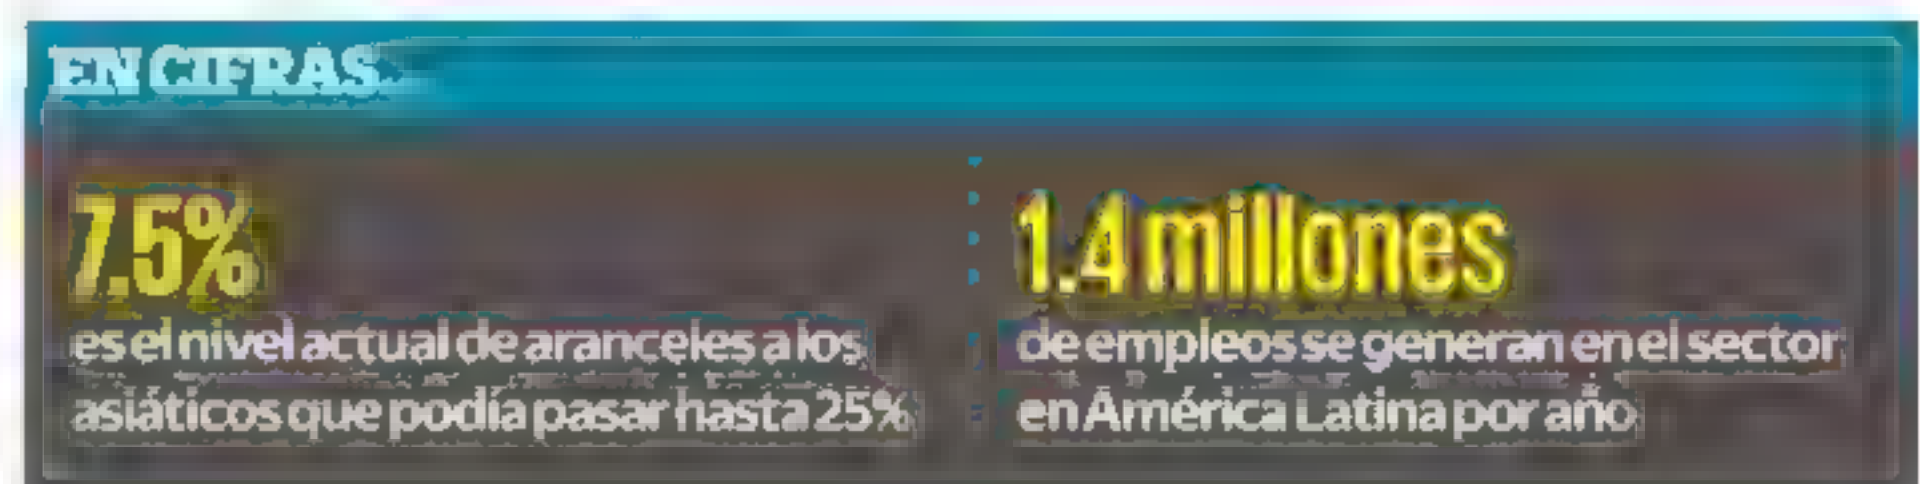 EN CIFRAS
7.5%
es el nivel actual de aranceles a los
asiáticos que podía pasar hasta 25%
1.4 millones
de empleos se generan en el sector
en América Latina por año